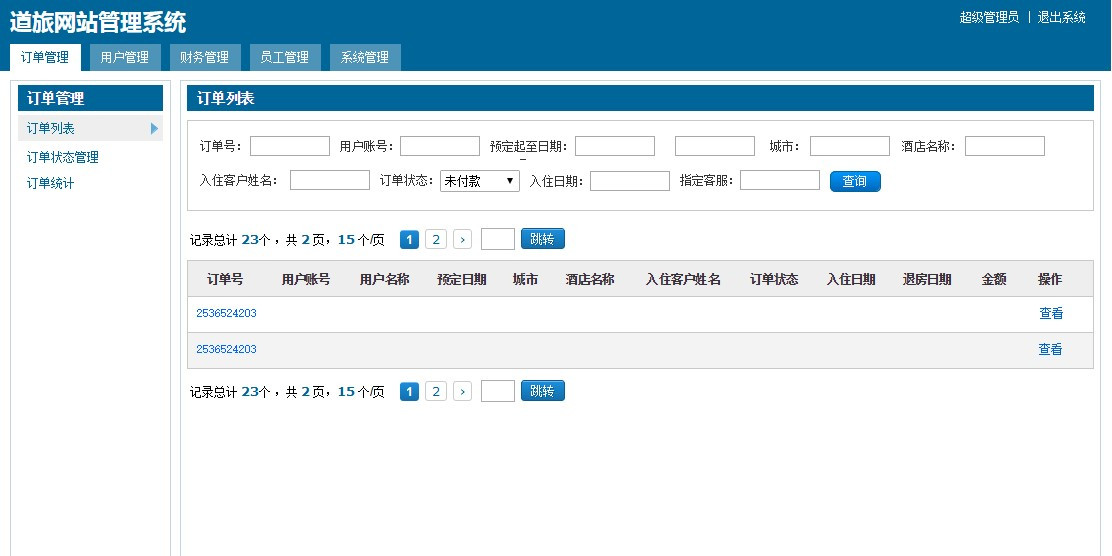 道旅网站管理系统
超级管理员 | 退出系统
订单管理 用户管理 财务管理 员工管理 系统管理
订单管理
订单列表
订单状态管理
订单统计
订单列表
订单号： 用户账号： 预定起至日期： – 城市： 酒店名称：
入住客户姓名： 订单状态： 未付款 ▼ 入住日期： 指定客服： 查询
记录总计 23个 ，共 2 页，15 个/页 1 2 › 跳转
订单号 用户账号 用户名称 预定日期 城市 酒店名称 入住客户姓名 订单状态 入住日期 退房日期 金额 操作
2536524203 查看
2536524203 查看
记录总计 23个 ，共 2 页，15 个/页 1 2 › 跳转